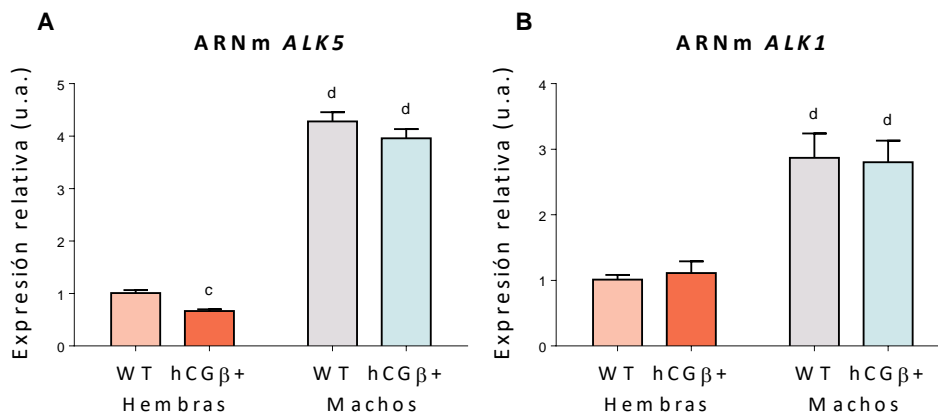 A
ARNm ALK5
Expresión relativa (u.a.)
5
4
3
2
1
0
c
d
d
WT hCGβ+ WT hCGβ+
Hembras Machos
B
ARNm ALK1
Expresión relativa (u.a.)
4
3
2
1
0
d
d
WT hCGβ+ WT hCGβ+
Hembras Machos